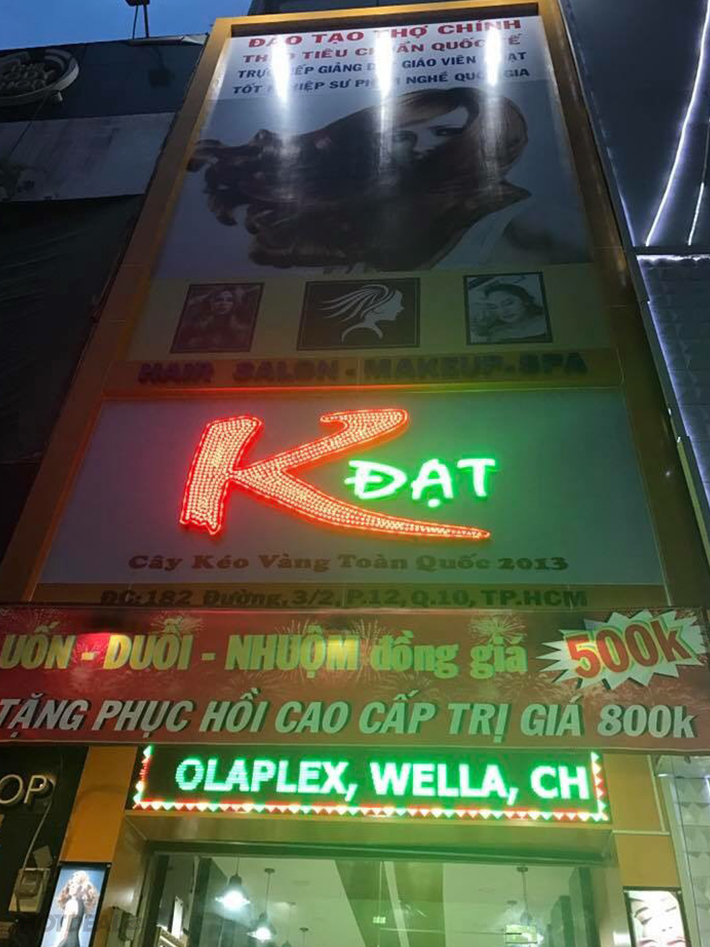 ĐÀO TẠO THỢ CHÍNH
THEO TIÊU CHUẨN QUỐC TẾ
TRỰC TIẾP GIẢNG DẠY GIÁO VIÊN K ĐẠT
TỐT NGHIỆP SƯ PHẠM NGHỀ QUỐC GIA
HAIR SALON - MAKEUP - SPA
K ĐẠT
Cây Kéo Vàng Toàn Quốc 2013
ĐC: 182 Đường, 3/2, P.12, Q.10, TP.HCM
UỐN - DUỖI - NHUỘM đồng giá 500k
TẶNG PHỤC HỒI CAO CẤP TRỊ GIÁ 800k
OLAPLEX, WELLA, CH
OP